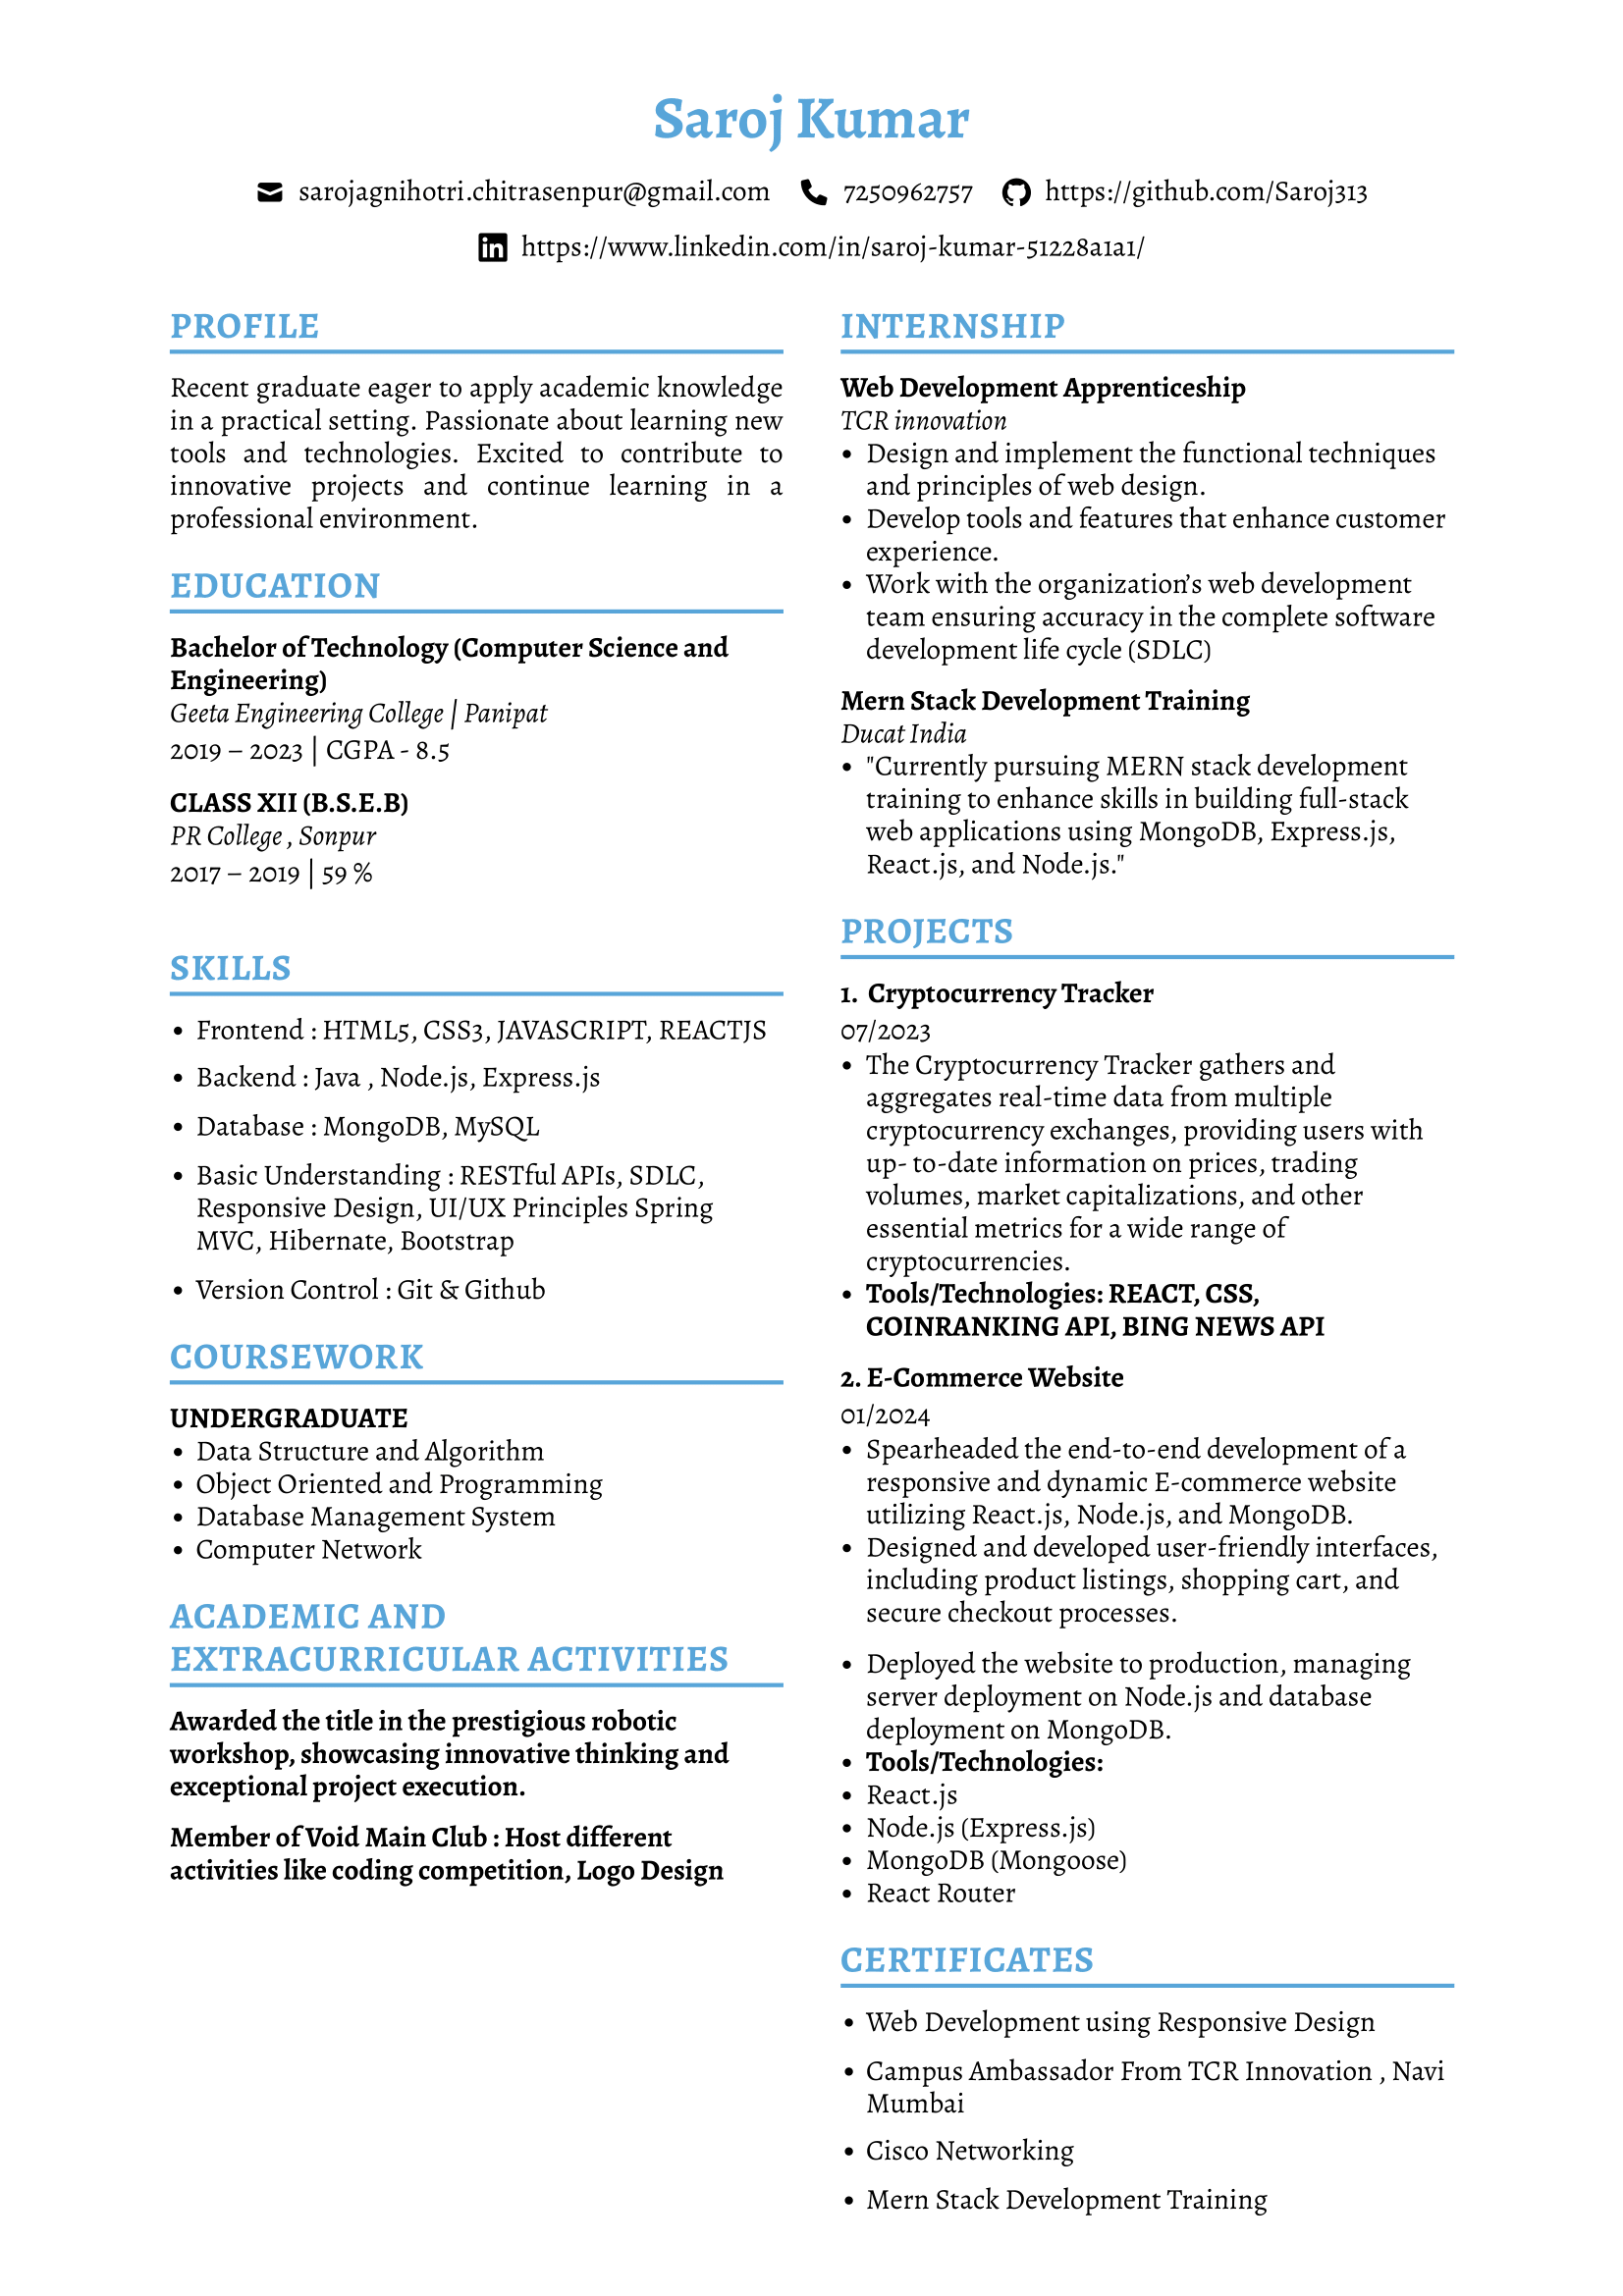 Saroj Kumar
sarojagnihotri.chitrasenpur@gmail.com 7250962757 https://github.com/Saroj313
https://www.linkedin.com/in/saroj-kumar-51228a1a1/
PROFILE
Recent graduate eager to apply academic knowledge
in a practical setting. Passionate about learning new
tools and technologies. Excited to contribute to
innovative projects and continue learning in a
professional environment.
EDUCATION
Bachelor of Technology (Computer Science and
Engineering)
Geeta Engineering College | Panipat
2019 – 2023 | CGPA - 8.5
CLASS XII (B.S.E.B)
PR College , Sonpur
2017 – 2019 | 59 %
SKILLS
• Frontend : HTML5, CSS3, JAVASCRIPT, REACTJS
• Backend : Java , Node.js, Express.js
• Database : MongoDB, MySQL
• Basic Understanding : RESTful APIs, SDLC,
Responsive Design, UI/UX Principles Spring
MVC, Hibernate, Bootstrap
• Version Control : Git & Github
COURSEWORK
UNDERGRADUATE
• Data Structure and Algorithm
• Object Oriented and Programming
• Database Management System
• Computer Network
ACADEMIC AND
EXTRACURRICULAR ACTIVITIES
Awarded the title in the prestigious robotic
workshop, showcasing innovative thinking and
exceptional project execution.
Member of Void Main Club : Host different
activities like coding competition, Logo Design
INTERNSHIP
Web Development Apprenticeship
TCR innovation
• Design and implement the functional techniques
and principles of web design.
• Develop tools and features that enhance customer
experience.
• Work with the organization’s web development
team ensuring accuracy in the complete software
development life cycle (SDLC)
Mern Stack Development Training
Ducat India
• "Currently pursuing MERN stack development
training to enhance skills in building full-stack
web applications using MongoDB, Express.js,
React.js, and Node.js."
PROJECTS
1. Cryptocurrency Tracker
07/2023
• The Cryptocurrency Tracker gathers and
aggregates real-time data from multiple
cryptocurrency exchanges, providing users with
up- to-date information on prices, trading
volumes, market capitalizations, and other
essential metrics for a wide range of
cryptocurrencies.
• Tools/Technologies: REACT, CSS,
COINRANKING API, BING NEWS API
2. E-Commerce Website
01/2024
• Spearheaded the end-to-end development of a
responsive and dynamic E-commerce website
utilizing React.js, Node.js, and MongoDB.
• Designed and developed user-friendly interfaces,
including product listings, shopping cart, and
secure checkout processes.
• Deployed the website to production, managing
server deployment on Node.js and database
deployment on MongoDB.
• Tools/Technologies:
• React.js
• Node.js (Express.js)
• MongoDB (Mongoose)
• React Router
CERTIFICATES
• Web Development using Responsive Design
• Campus Ambassador From TCR Innovation , Navi
Mumbai
• Cisco Networking
• Mern Stack Development Training